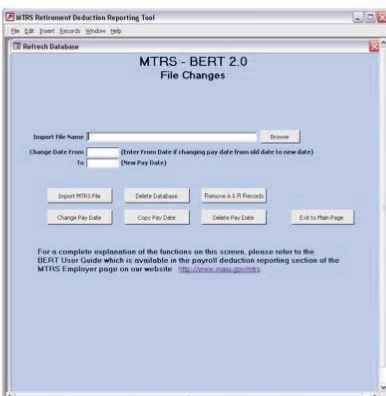 MTRS Retirement Deduction Reporting Tool
File Edit Insert Records Window Help
Refresh Database
MTRS - BERT 2.0
File Changes
Import File Name Browse
Change Date From (Enter From Date if changing pay date from old date to new date)
To (New Pay Date)
Import MTRS File Delete Database Remove A & R Records
Change Pay Date Copy Pay Date Delete Pay Date Exit to Main Page
For a complete explanation of the functions on this screen, please refer to the
BERT User Guide which is available in the payroll deduction reporting section of the
MTRS Employer page on our website http://www.mass.gov/mtrs